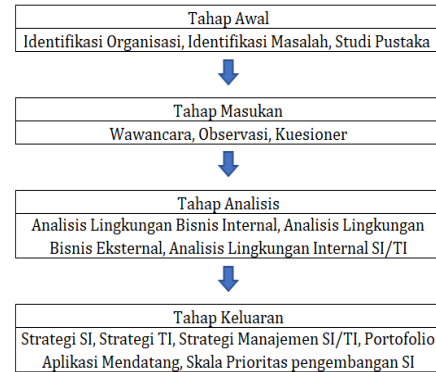 Tahap Awal
Identifikasi Organisasi, Identifikasi Masalah, Studi Pustaka
Tahap Masukan
Wawancara, Observasi, Kuesioner
Tahap Analisis
Analisis Lingkungan Bisnis Internal, Analisis Lingkungan
Bisnis Eksternal, Analisis Lingkungan Internal SI/TI
Tahap Keluaran
Strategi SI, Strategi TI, Strategi Manajemen SI/TI, Portofolio
Aplikasi Mendatang, Skala Prioritas pengembangan SI